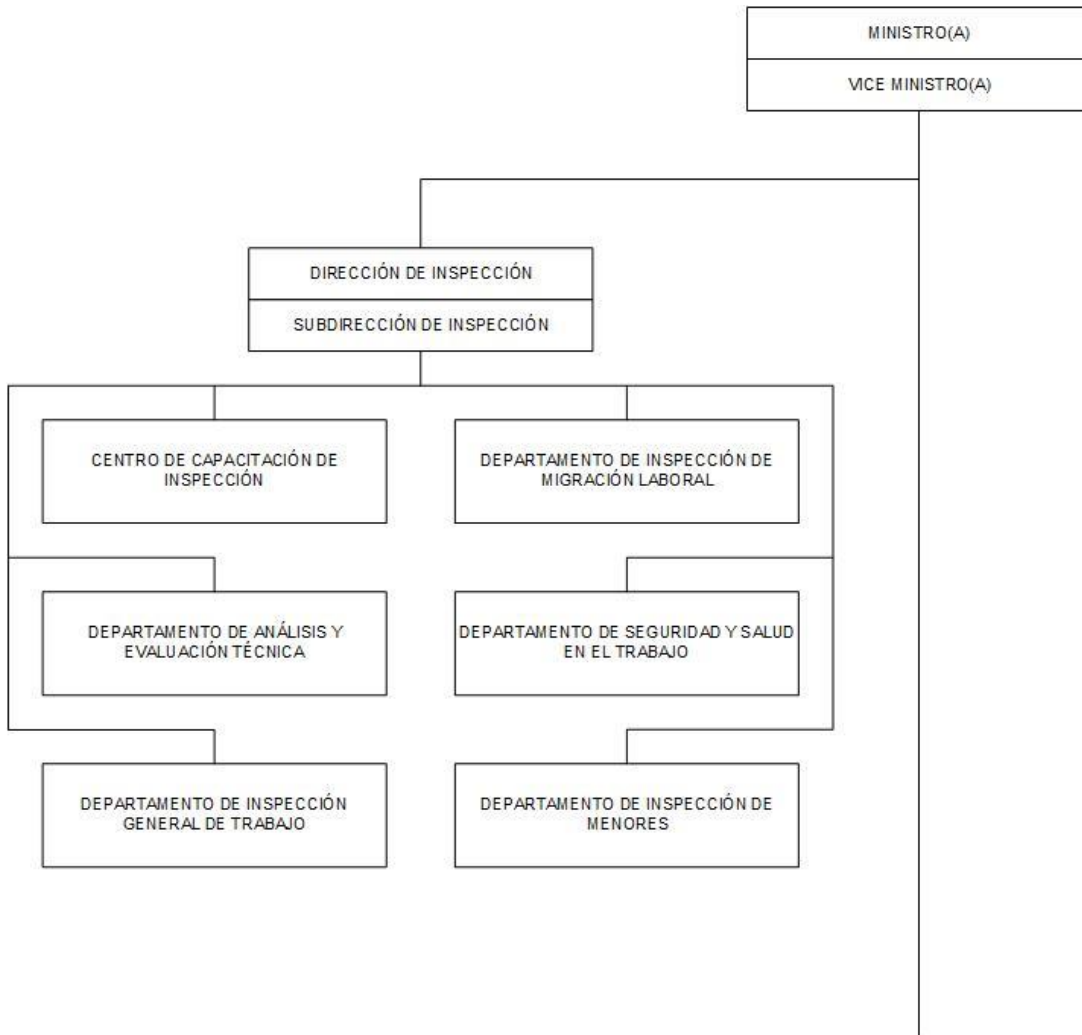 MINISTRO(A)
VICE MINISTRO(A)
DIRECCIÓN DE INSPECCIÓN
SUBDIRECCIÓN DE INSPECCIÓN
CENTRO DE CAPACITACIÓN DE
INSPECCIÓN
DEPARTAMENTO DE INSPECCIÓN DE
MIGRACIÓN LABORAL
DEPARTAMENTO DE ANÁLISIS Y
EVALUACIÓN TÉCNICA
DEPARTAMENTO DE SEGURIDAD Y SALUD
EN EL TRABAJO
DEPARTAMENTO DE INSPECCIÓN
GENERAL DE TRABAJO
DEPARTAMENTO DE INSPECCIÓN DE
MENORES